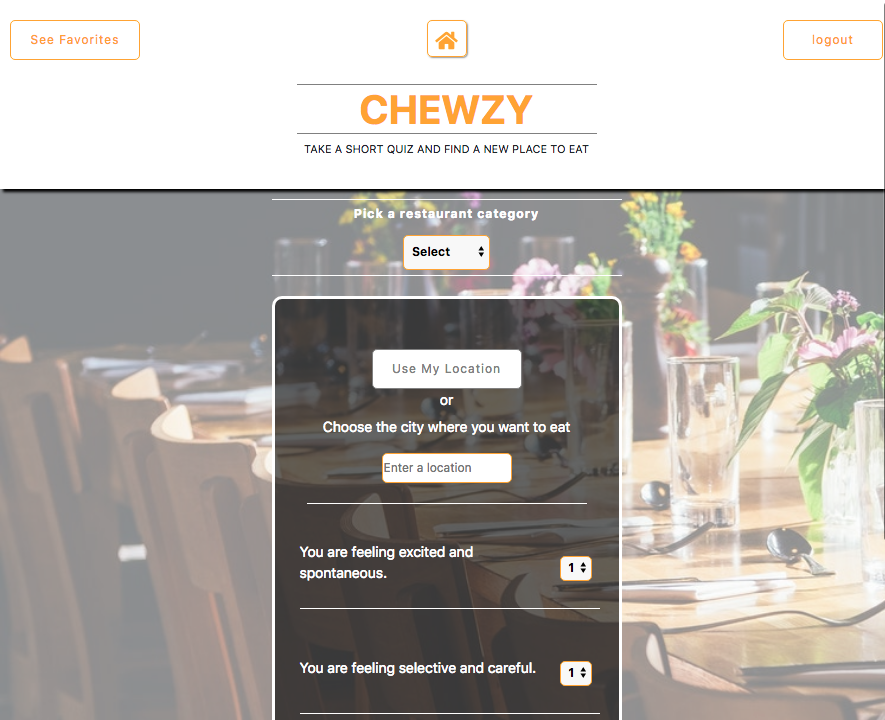 See Favorites
logout
CHEWZY
TAKE A SHORT QUIZ AND FIND A NEW PLACE TO EAT
Pick a restaurant category
Select
Use My Location
or
Choose the city where you want to eat
Enter a location
You are feeling excited and
spontaneous.
1
You are feeling selective and careful.
1